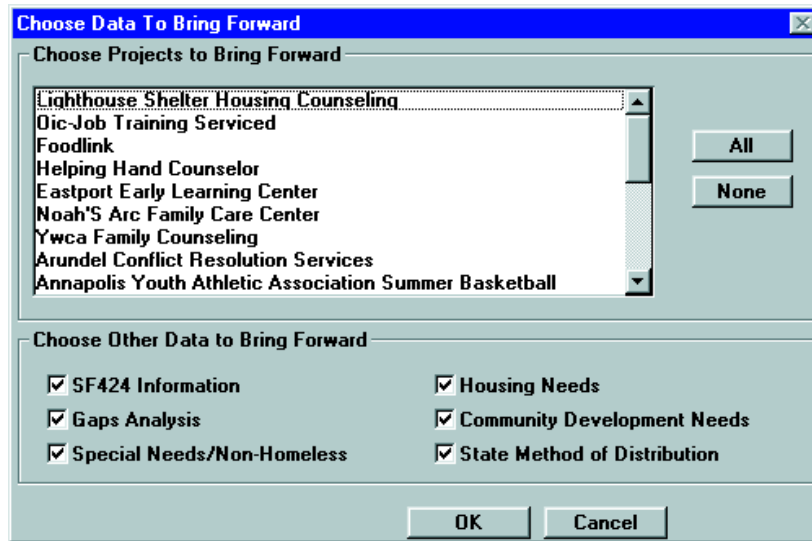 Choose Data To Bring Forward
Choose Projects to Bring Forward
Lighthouse Shelter Housing Counseling
Oic-Job Training Serviced
Foodlink
Helping Hand Counselor
Eastport Early Learning Center
Noah'S Arc Family Care Center
Ywca Family Counseling
Arundel Conflict Resolution Services
Annapolis Youth Athletic Association Summer Basketball
All
None
Choose Other Data to Bring Forward
SF424 Information
Housing Needs
Gaps Analysis
Community Development Needs
Special Needs/Non-Homeless
State Method of Distribution
OK
Cancel